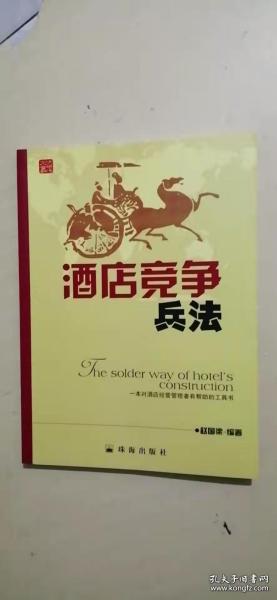 酒店竞争
兵法
The solder way of hotel's
construction
一本对酒店经营管理者有帮助的工具书
赵国梁·编著
珠海出版社
孔夫子旧书网